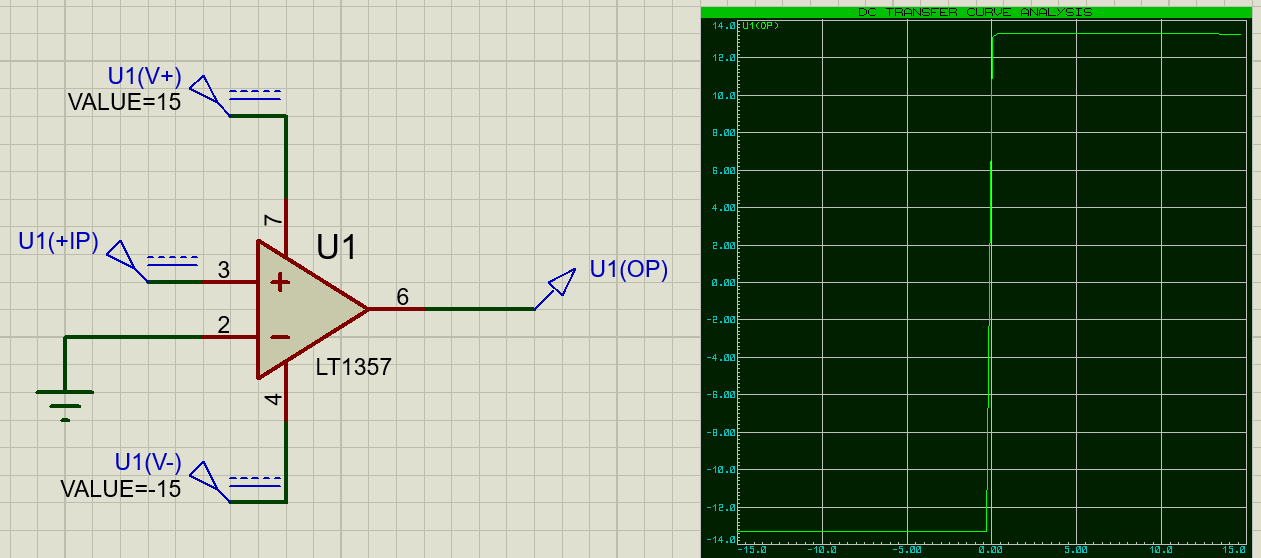 U1(V+)
VALUE=15
7
U1
U1(+IP)
3
U1(OP)
6
2
LT1357
4
U1(V-)
VALUE=-15
DC TRANSFER CURVE ANALYSIS
U1(OP)
14.0
12.0
10.0
8.00
6.00
4.00
2.00
0.00
-2.00
-4.00
-6.00
-8.00
-10.0
-12.0
-14.0
-15.0 -10.0 -5.00 0.00 5.00 10.0 15.0